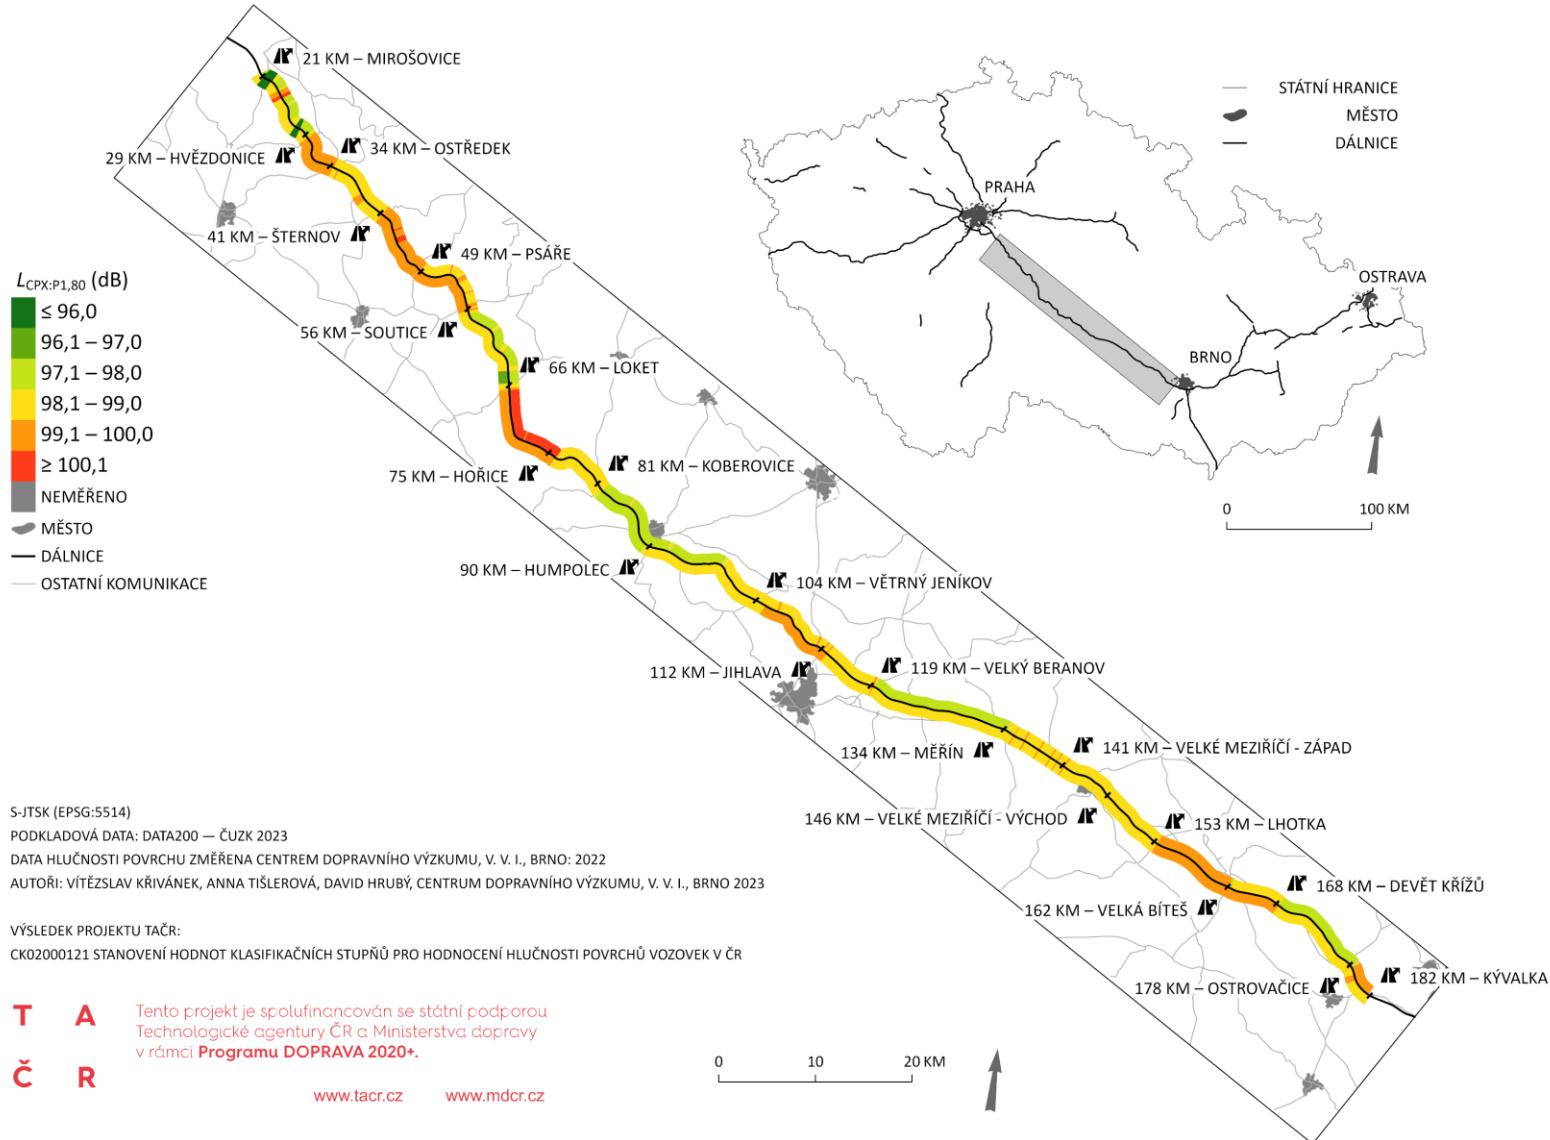 21 KM – MIROŠOVICE
29 KM – HVĚZDONICE
34 KM – OSTŘEDEK
41 KM – ŠTERNOV
49 KM – PSÁŘE
56 KM – SOUTICE
66 KM – LOKET
75 KM – HOŘICE
81 KM – KOBEROVICE
90 KM – HUMPOLEC
104 KM – VĚTRNÝ JENÍKOV
112 KM – JIHLAVA
119 KM – VELKÝ BERANOV
134 KM – MĚŘÍN
141 KM – VELKÉ MEZIŘÍČÍ - ZÁPAD
146 KM – VELKÉ MEZIŘÍČÍ - VÝCHOD
153 KM – LHOTKA
162 KM – VELKÁ BÍTEŠ
168 KM – DEVĚT KŘÍŽŮ
178 KM – OSTROVAČICE
182 KM – KÝVALKA
STÁTNÍ HRANICE
MĚSTO
DÁLNICE
PRAHA
OSTRAVA
BRNO
0 100 KM
LCPX:P1,80 (dB)
≤ 96,0
96,1 – 97,0
97,1 – 98,0
98,1 – 99,0
99,1 – 100,0
≥ 100,1
NEMĚŘENO
MĚSTO
DÁLNICE
OSTATNÍ KOMUNIKACE
S-JTSK (EPSG:5514)
PODKLADOVÁ DATA: DATA200 — ČUZK 2023
DATA HLUČNOSTI POVRCHU ZMĚŘENA CENTREM DOPRAVNÍHO VÝZKUMU, V. V. I., BRNO: 2022
AUTOŘI: VÍTĚZSLAV KŘIVÁNEK, ANNA TIŠLEROVÁ, DAVID HRUBÝ, CENTRUM DOPRAVNÍHO VÝZKUMU, V. V. I., BRNO 2023
VÝSLEDEK PROJEKTU TAČR:
CK02000121 STANOVENÍ HODNOT KLASIFIKAČNÍCH STUPŇŮ PRO HODNOCENÍ HLUČNOSTI POVRCHŮ VOZOVEK V ČR
T A
Č R
Tento projekt je spolufinancován se státní podporou
Technologické agentury ČR a Ministerstva dopravy
v rámci Programu DOPRAVA 2020+.
www.tacr.cz www.mdcr.cz
0 10 20 KM